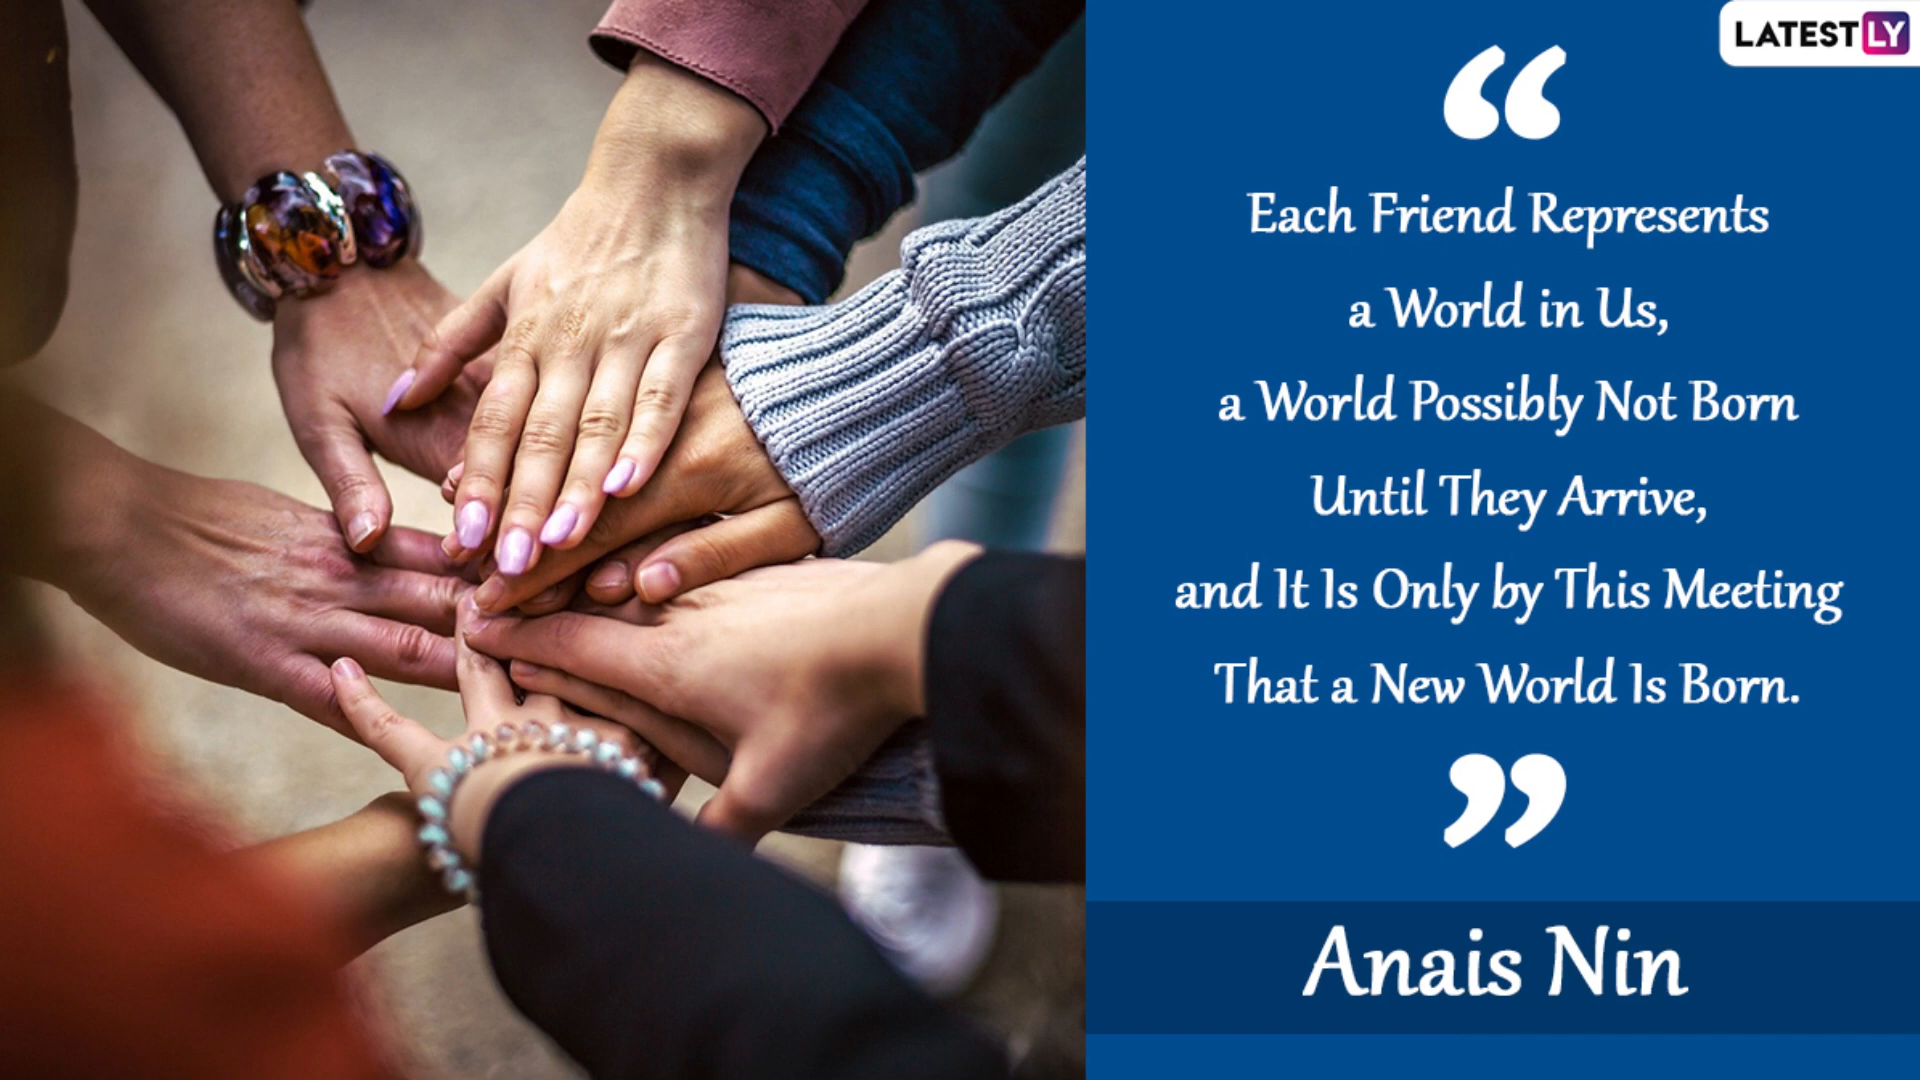 LATESTLY
“
Each Friend Represents
a World in Us,
a World Possibly Not Born
Until They Arrive,
and It Is Only by This Meeting
That a New World Is Born.
”
Anais Nin